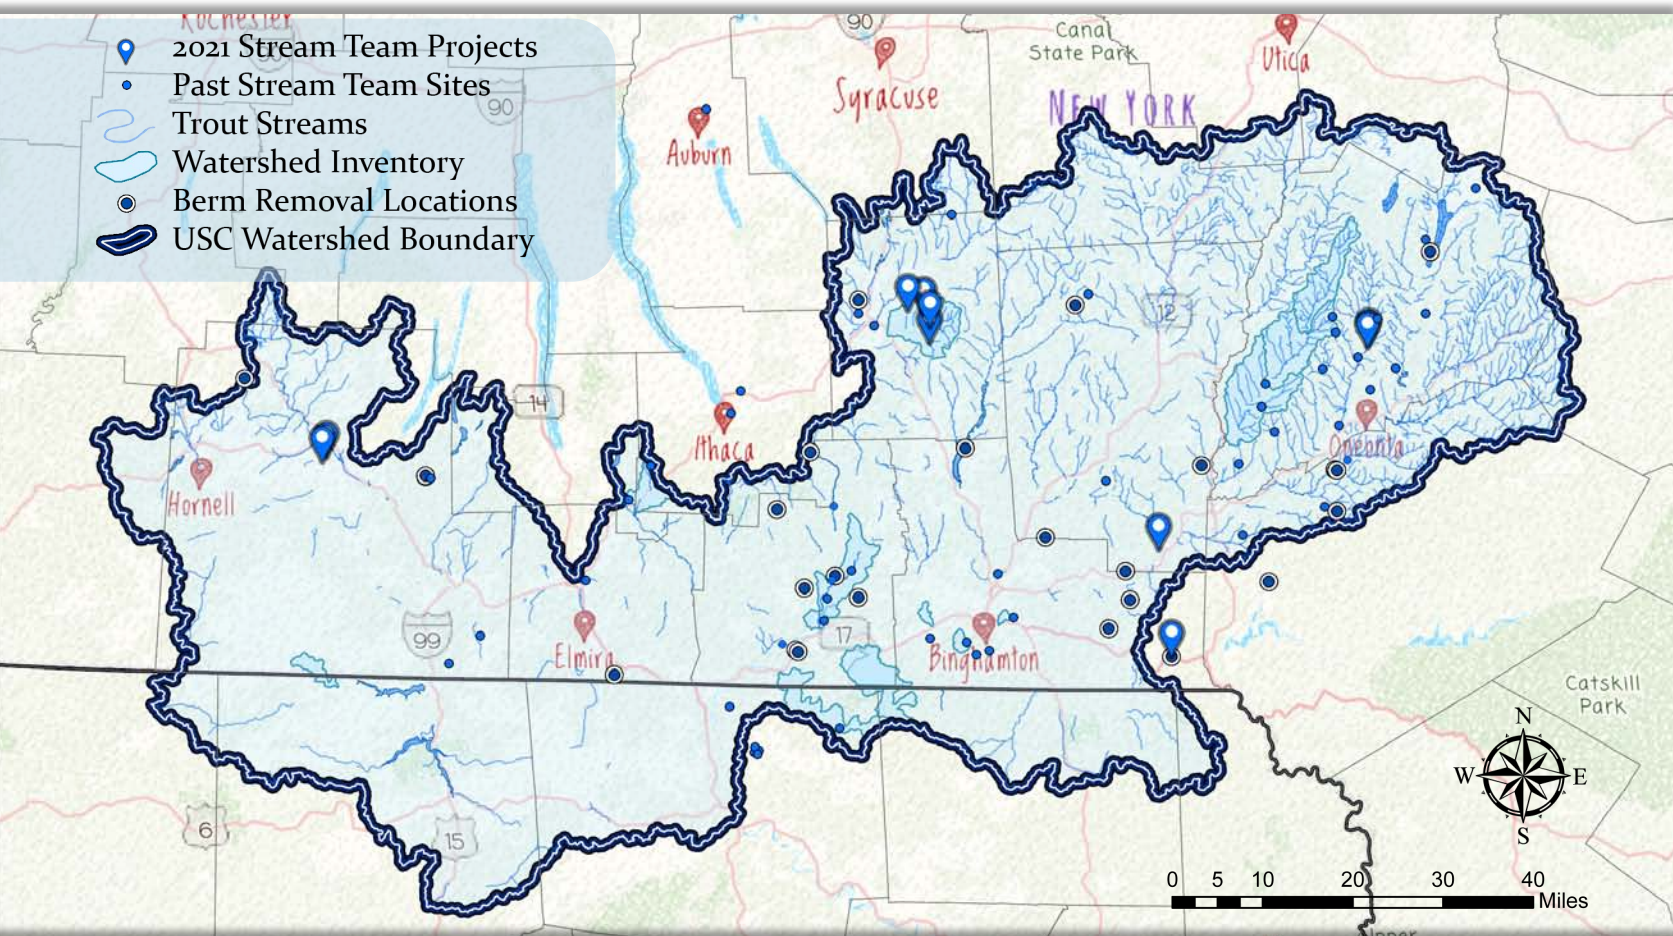 Rochester
2021 Stream Team Projects
Past Stream Team Sites
Trout Streams
Watershed Inventory
Berm Removal Locations
USC Watershed Boundary
90
90
90
Canal
State Park
Utica
Syracuse
NEW YORK
Auburn
12
14
Ithaca
Oneonta
Hornell
99
Elmira
17
Binghamton
Catskill
Park
6
15
N
W
E
S
0 5 10 20 30 40
Miles